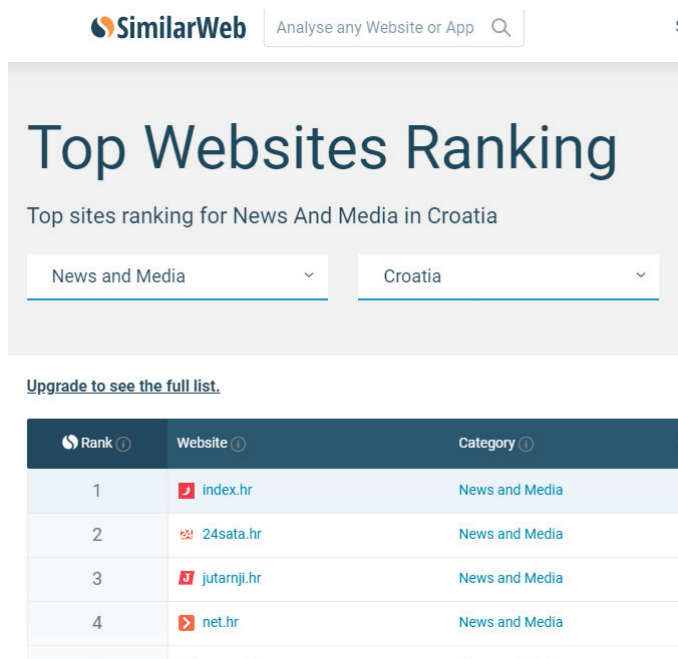 SimilarWeb Analyse any Website or App
Top Websites Ranking
Top sites ranking for News And Media in Croatia
News and Media Croatia
Upgrade to see the full list.
Rank Website Category
1 index.hr News and Media
2 24sata.hr News and Media
3 jutarnji.hr News and Media
4 net.hr News and Media